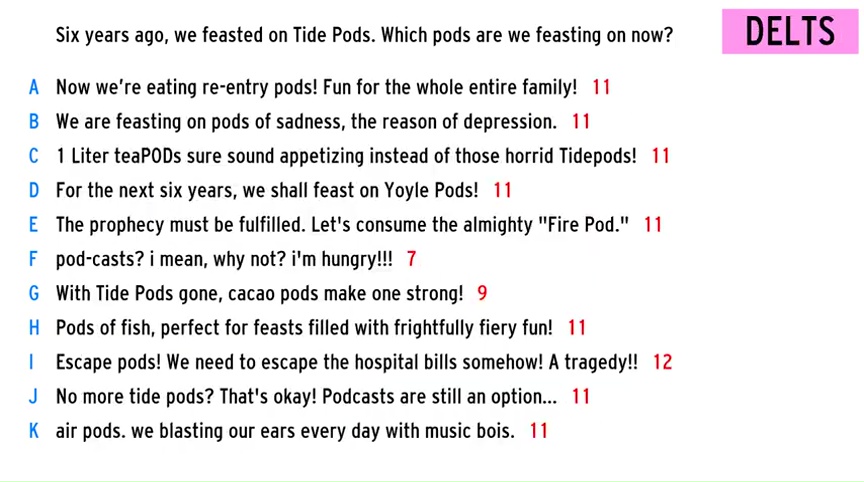 Six years ago, we feasted on Tide Pods. Which pods are we feasting on now?
DELTS
A Now we're eating re-entry pods! Fun for the whole entire family! 11
B We are feasting on pods of sadness, the reason of depression. 11
C 1 Liter teaPODs sure sound appetizing instead of those horrid Tidepods! 11
D For the next six years, we shall feast on Yoyle Pods! 11
E The prophecy must be fulfilled. Let's consume the almighty "Fire Pod." 11
F pod-casts? i mean, why not? i'm hungry!!! 7
G With Tide Pods gone, cacao pods make one strong! 9
H Pods of fish, perfect for feasts filled with frightfully fiery fun! 11
I Escape pods! We need to escape the hospital bills somehow! A tragedy!! 12
J No more tide pods? That's okay! Podcasts are still an option... 11
K air pods. we blasting our ears every day with music bois. 11